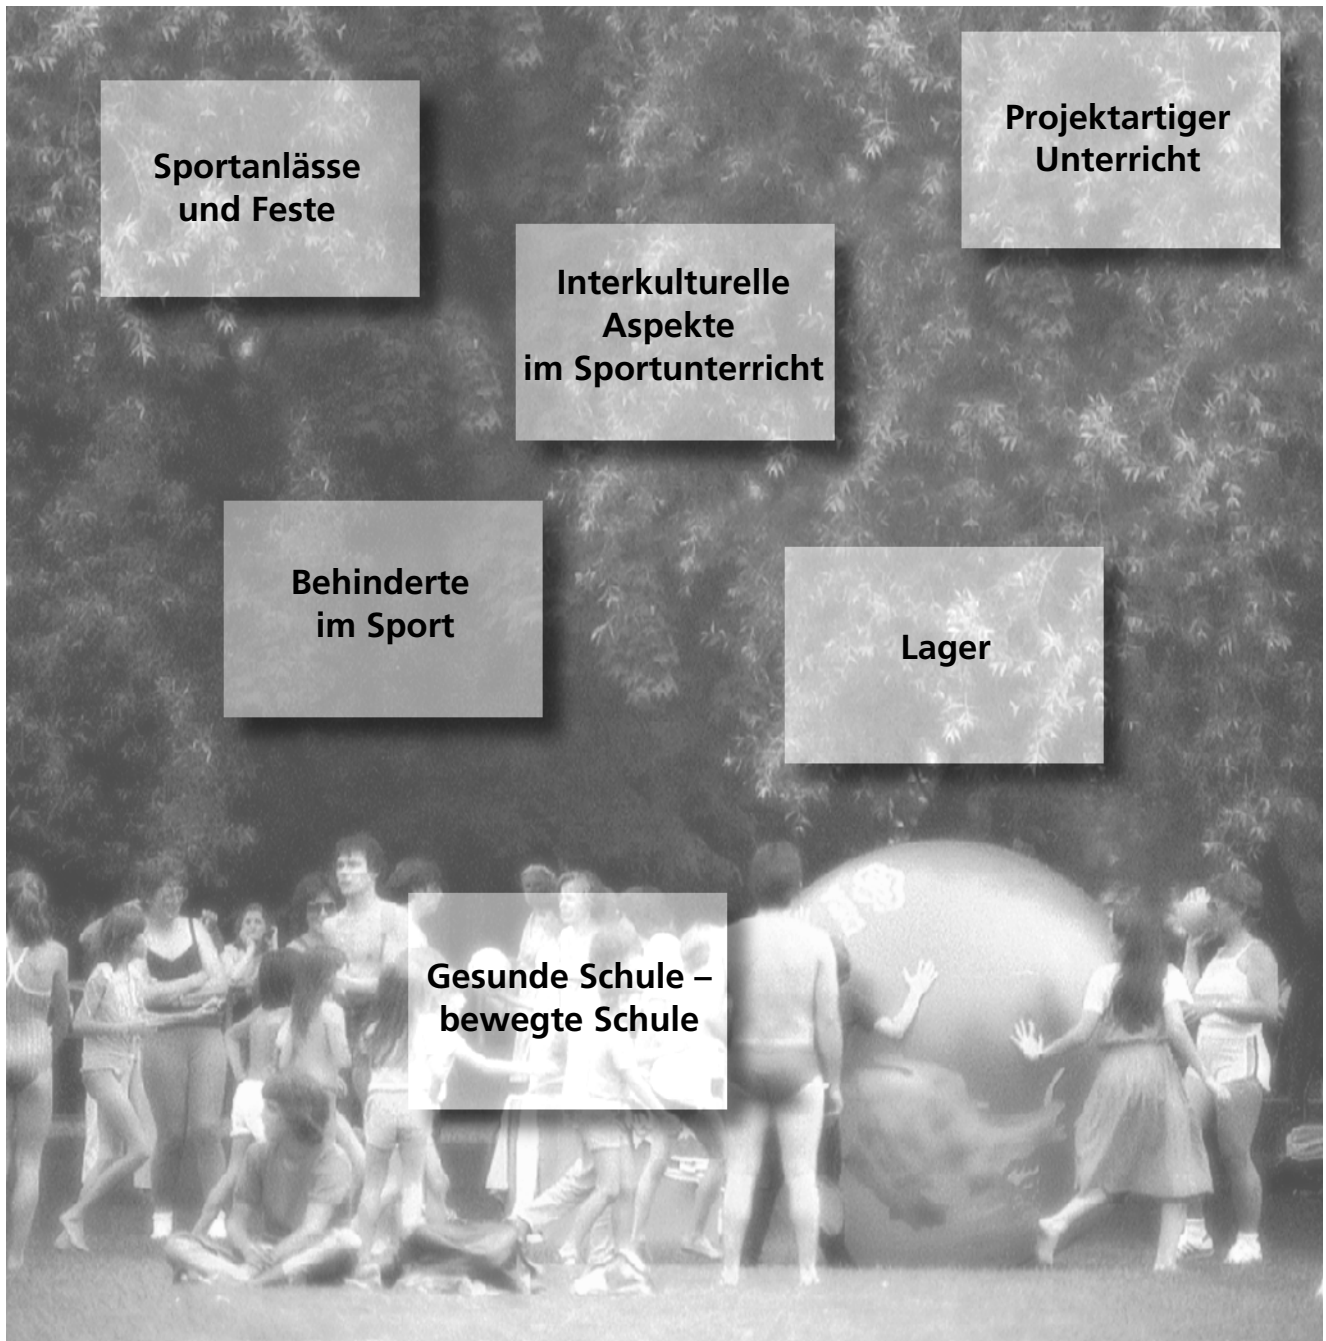 Sportanlässe
und Feste
Projektartiger
Unterricht
Interkulturelle
Aspekte
im Sportunterricht
Behinderte
im Sport
Lager
Gesunde Schule –
bewegte Schule